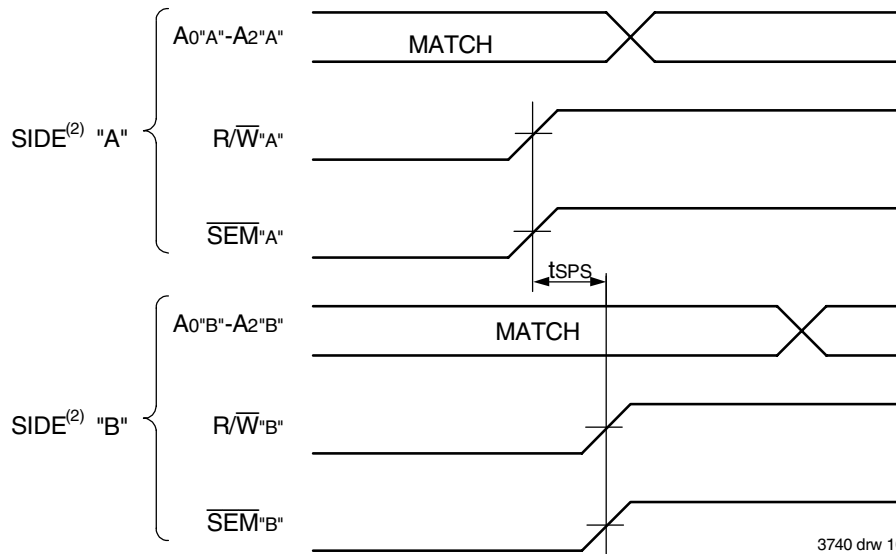 A0"A"-A2"A"
MATCH
SIDE(2) "A"
R/W"A"
SEM"A"
tSPS
A0"B"-A2"B"
MATCH
SIDE(2) "B"
R/W"B"
SEM"B"
3740 drw 1